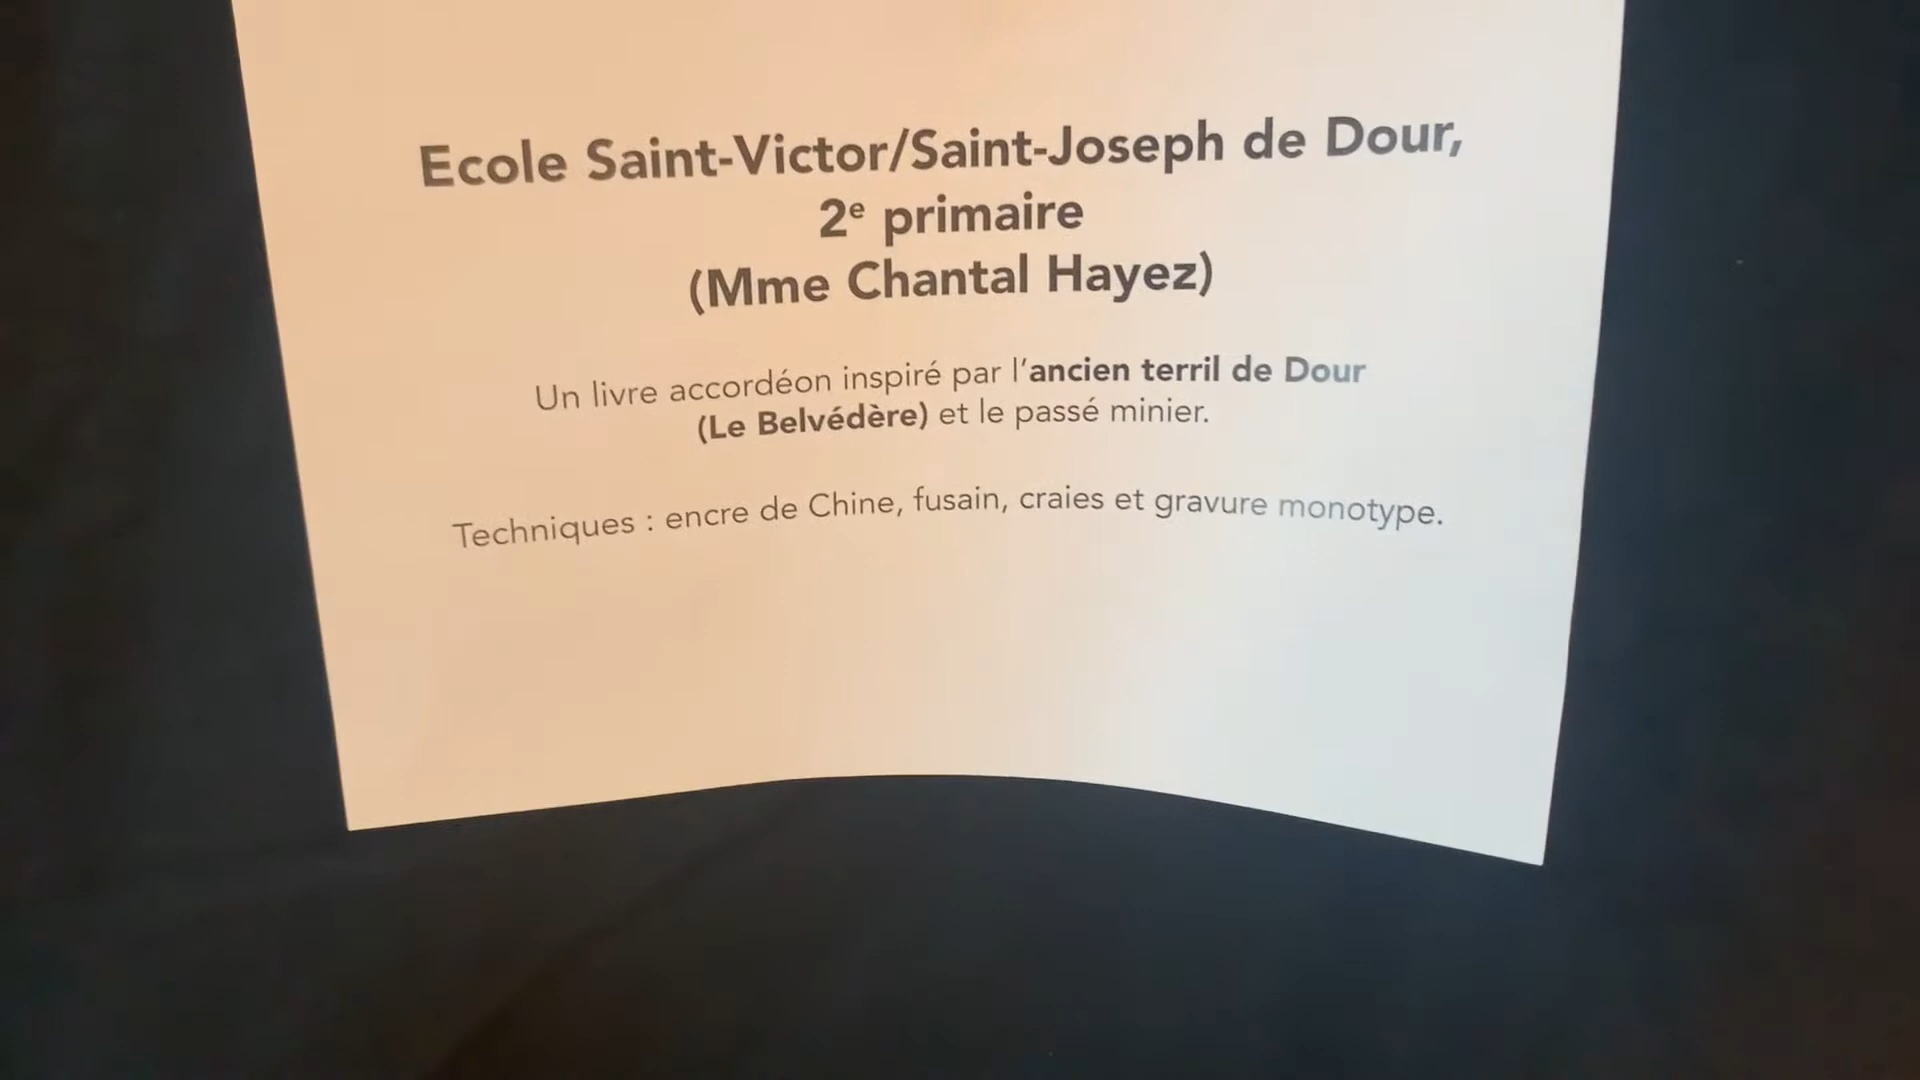 Ecole Saint-Victor/Saint-Joseph de Dour,
2e primaire
(Mme Chantal Hayez)
Un livre accordéon inspiré par l'ancien terril de Dour
(Le Belvédère) et le passé minier.
Techniques : encre de Chine, fusain, craies et gravure monotype.